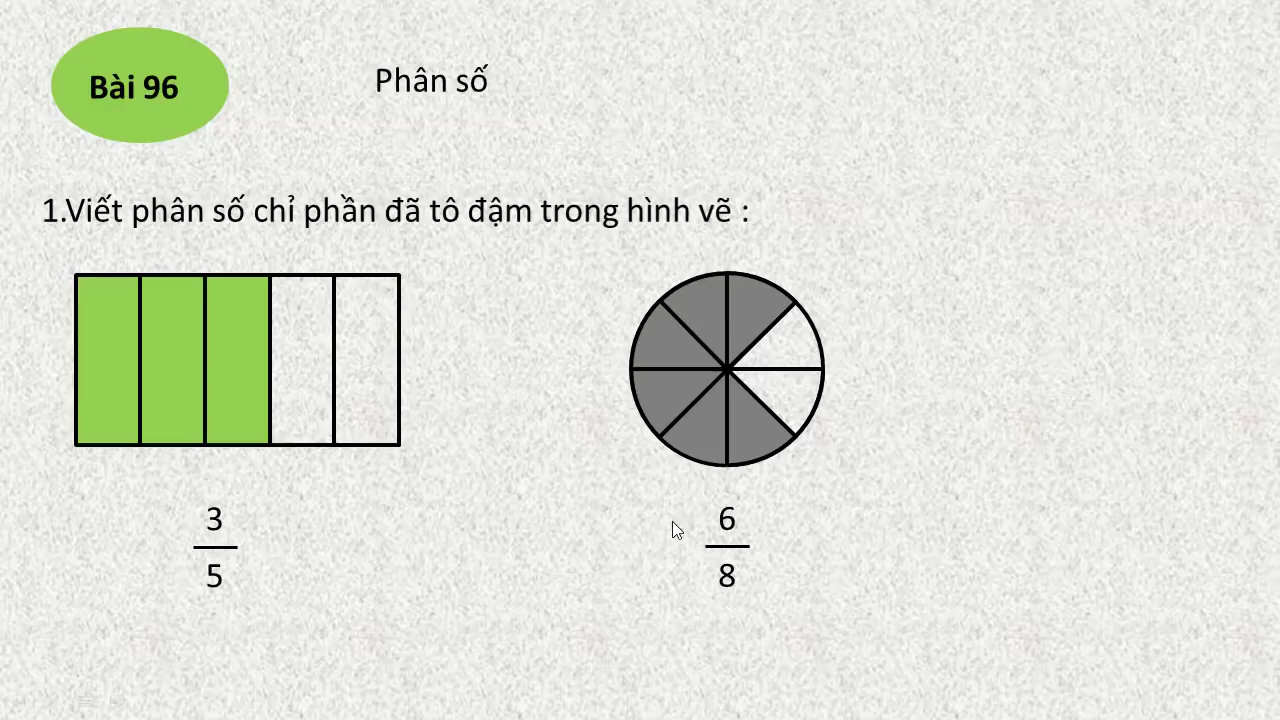 Bài 96
Phân số
1.Viết phân số chỉ phần đã tô đậm trong hình vẽ :
3
5
6
8